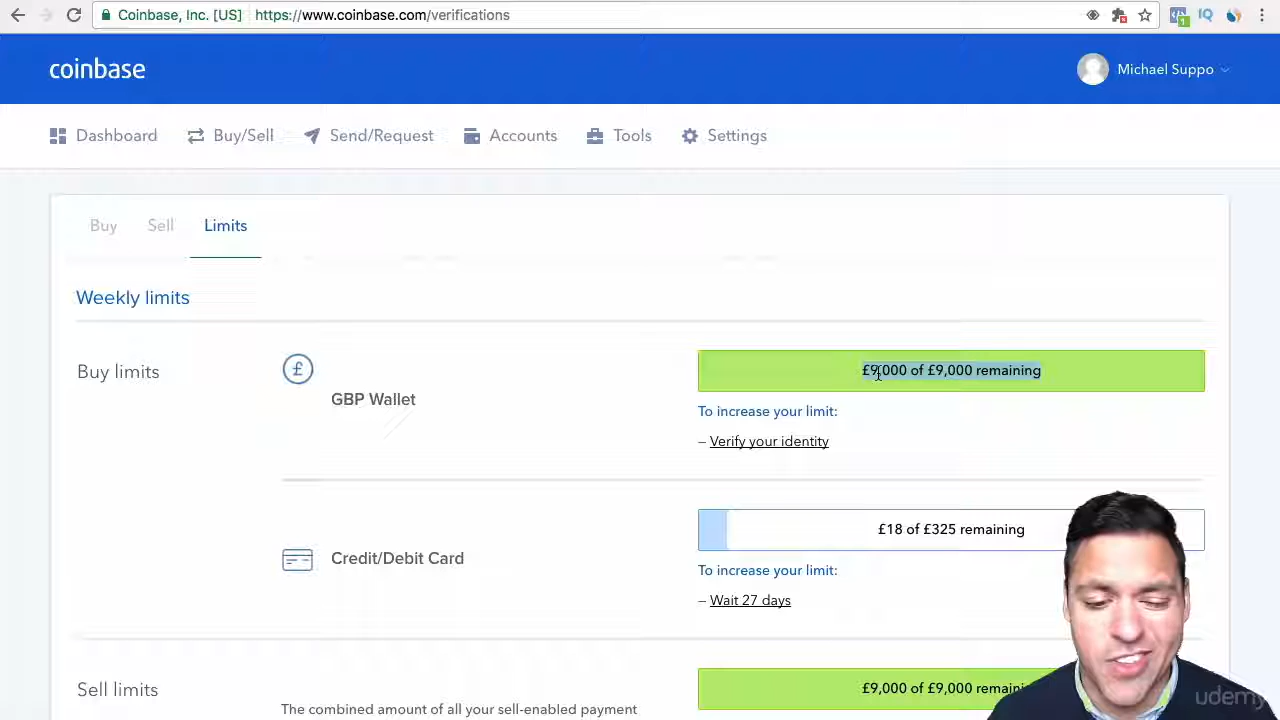 Coinbase, Inc. [US] https://www.coinbase.com/verifications
1
coinbase
Michael Suppo
Dashboard Buy/Sell Send/Request Accounts Tools Settings
Buy Sell Limits
Weekly limits
Buy limits
£
GBP Wallet
£9,000 of £9,000 remaining
To increase your limit:
– Verify your identity
Credit/Debit Card
£18 of £325 remaining
To increase your limit:
– Wait 27 days
Sell limits
The combined amount of all your sell-enabled payment
£9,000 of £9,000
udemy